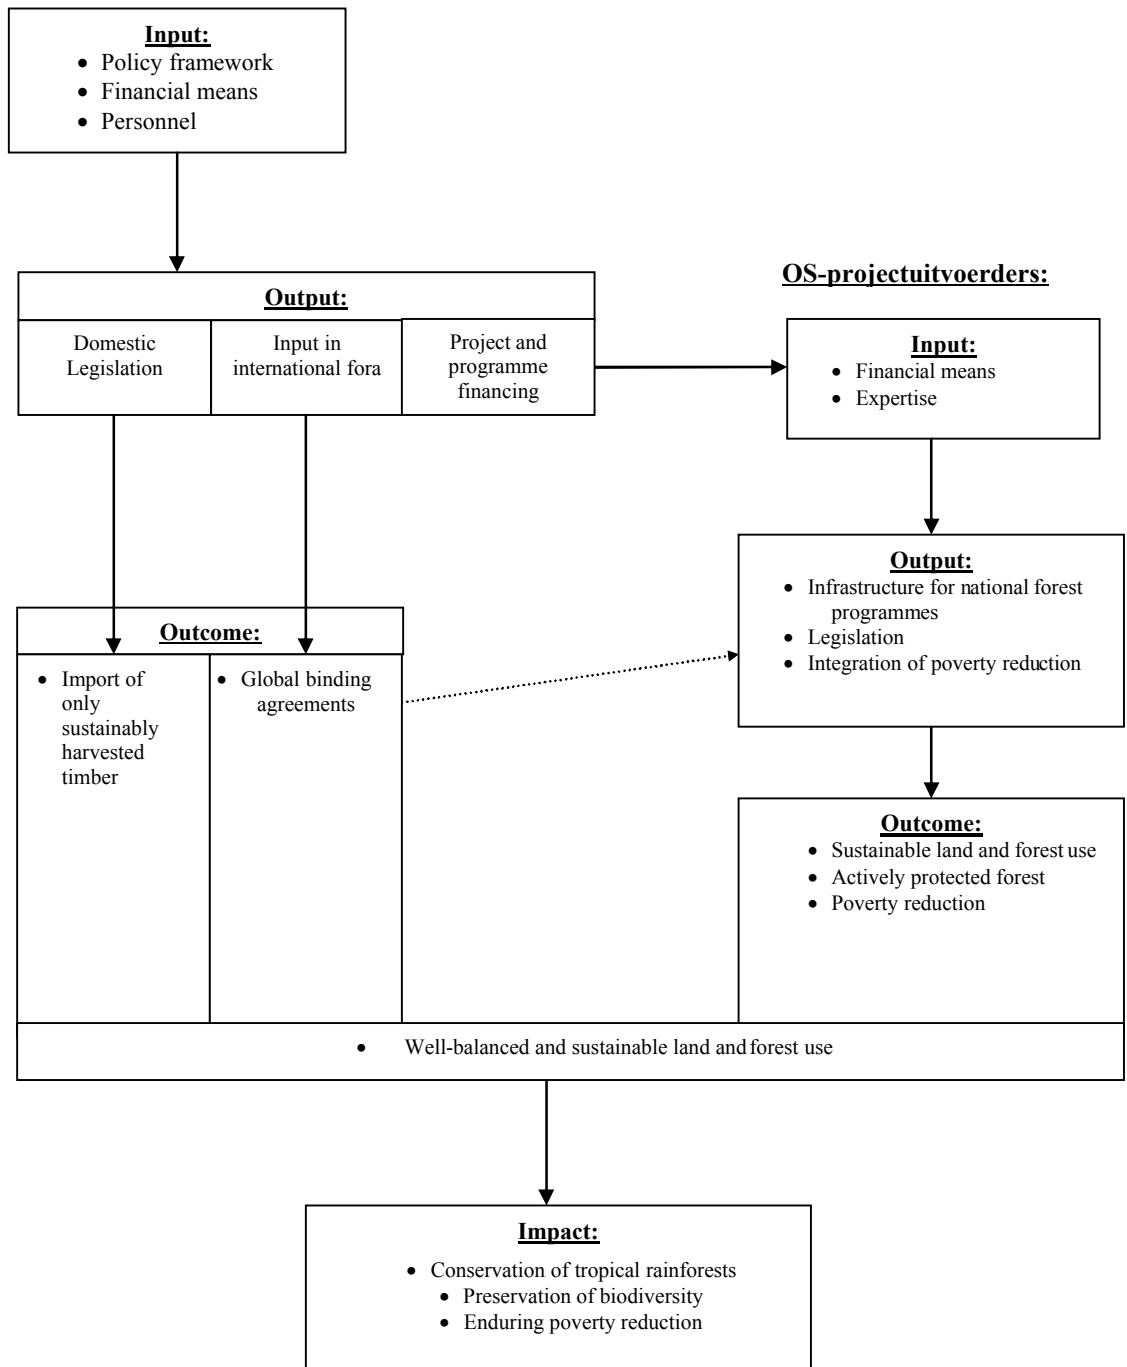 Input:
• Policy framework
• Financial means
• Personnel
Output:
Domestic
Legislation
Input in
international fora
Project and
programme
financing
OS-projectuitvoerders:
Input:
• Financial means
• Expertise
Output:
• Infrastructure for national forest
programmes
• Legislation
• Integration of poverty reduction
Outcome:
• Import of
only
sustainably
harvested
timber
• Global binding
agreements
Outcome:
• Sustainable land and forest use
• Actively protected forest
• Poverty reduction
• Well-balanced and sustainable land and forest use
Impact:
• Conservation of tropical rainforests
• Preservation of biodiversity
• Enduring poverty reduction